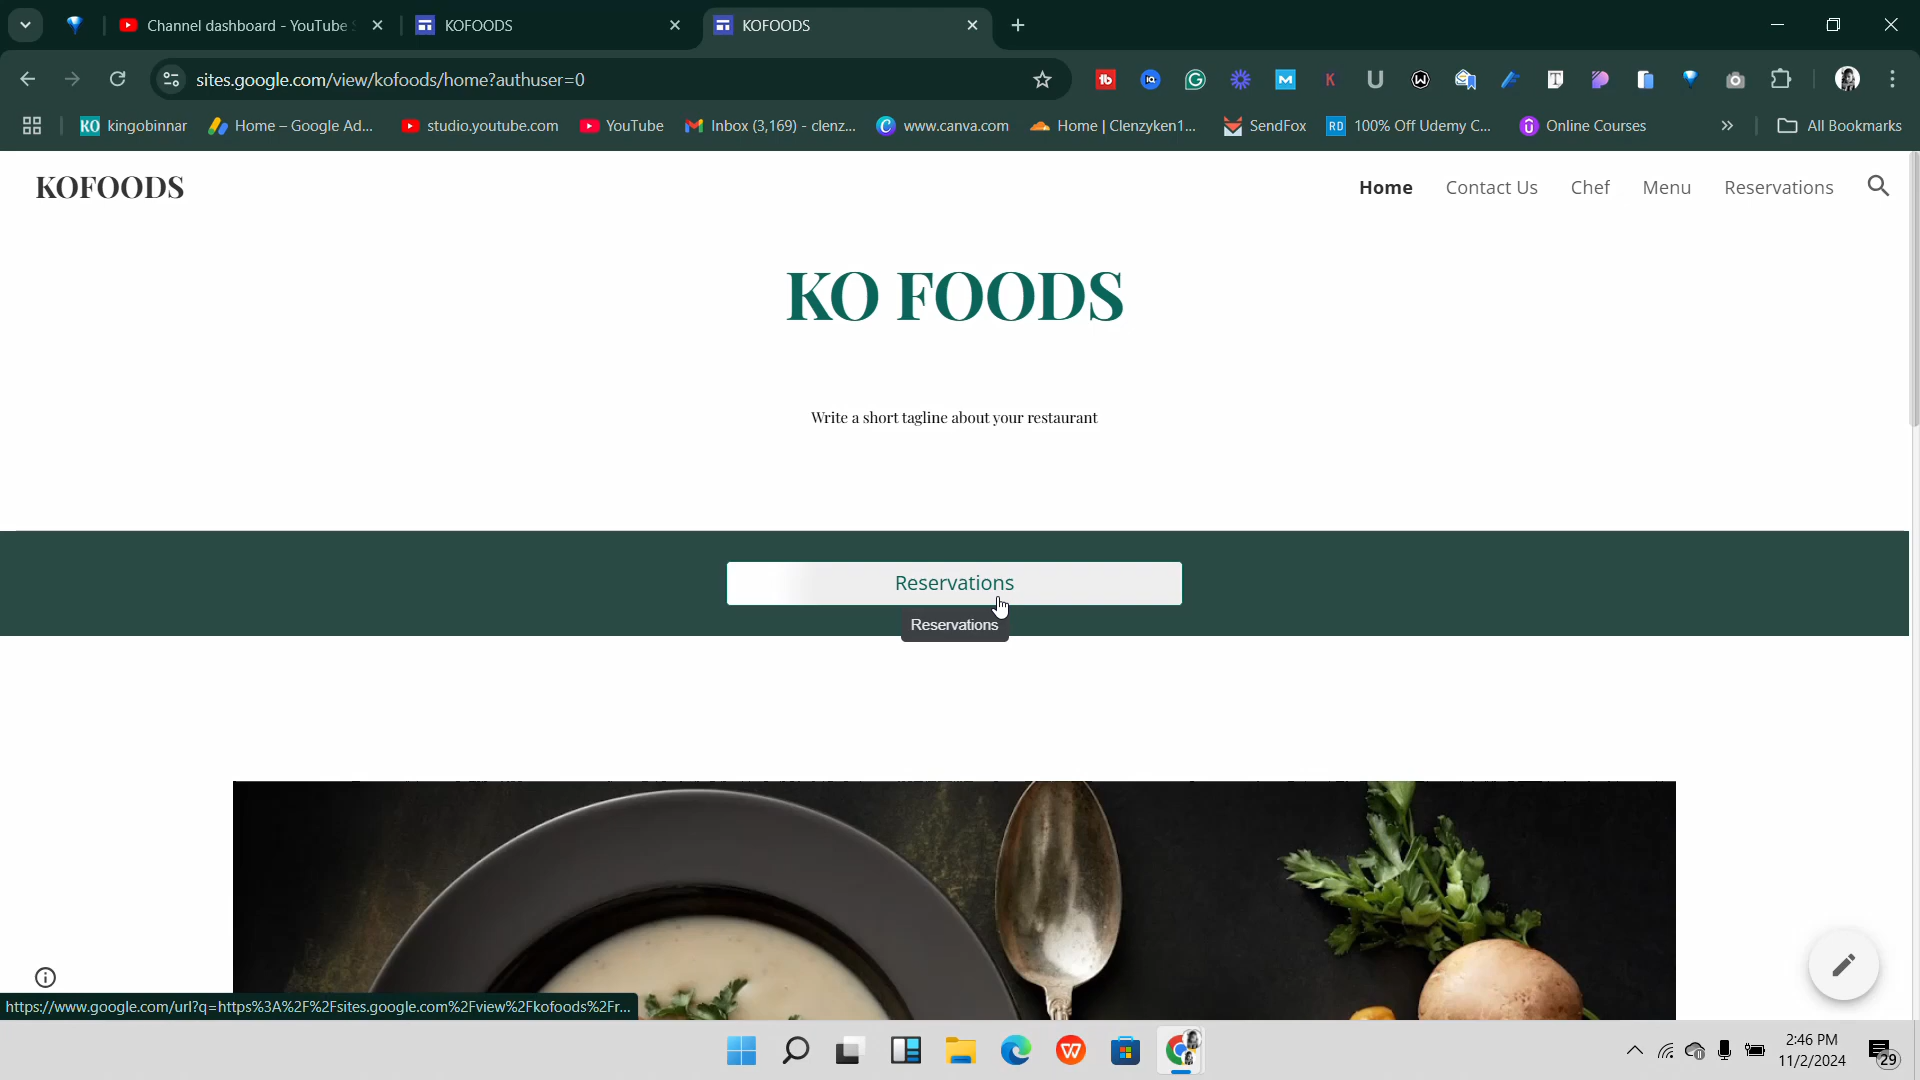 Channel dashboard - YouTube S
KOFOODS
KOFOODS
sites.google.com/view/kofoods/home?authuser=0
kingobinnar
Home – Google Ad...
studio.youtube.com
YouTube
Inbox (3,169) - clenz...
www.canva.com
Home | Clenzyken1...
SendFox
100% Off Udemy C...
Online Courses
All Bookmarks
KOFOODS
Home
Contact Us
Chef
Menu
Reservations
KO FOODS
Write a short tagline about your restaurant
Reservations
Reservations
https://www.google.com/url?q=https%3A%2F%2Fsites.google.com%2Fview%2Fkofoods%2Fr...
2:46 PM
11/2/2024
29